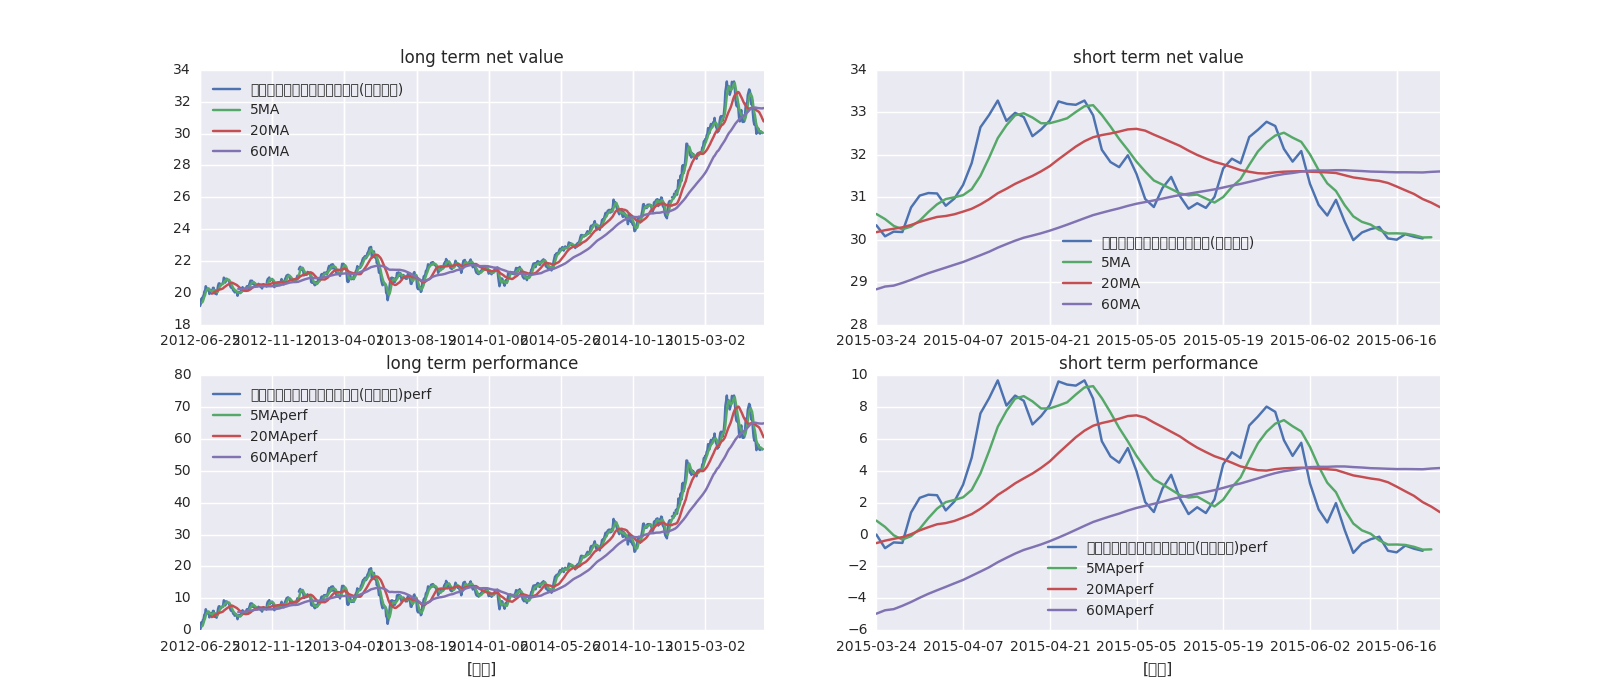 long term net value
34
32
30
28
26
24
22
20
18
5MA
20MA
60MA
2012-06-25 2012-11-12 2013-04-01 2013-08-19 2014-01-06 2014-05-26 2014-10-13 2015-03-02
short term net value
34
33
32
31
30
29
28
5MA
20MA
60MA
2015-03-24 2015-04-07 2015-04-21 2015-05-05 2015-05-19 2015-06-02 2015-06-16
long term performance
80
70
60
50
40
30
20
10
0
perf
5MAperf
20MAperf
60MAperf
2012-06-25 2012-11-12 2013-04-01 2013-08-19 2014-01-06 2014-05-26 2014-10-13 2015-03-02
short term performance
10
8
6
4
2
0
−2
−4
−6
perf
5MAperf
20MAperf
60MAperf
2015-03-24 2015-04-07 2015-04-21 2015-05-05 2015-05-19 2015-06-02 2015-06-16